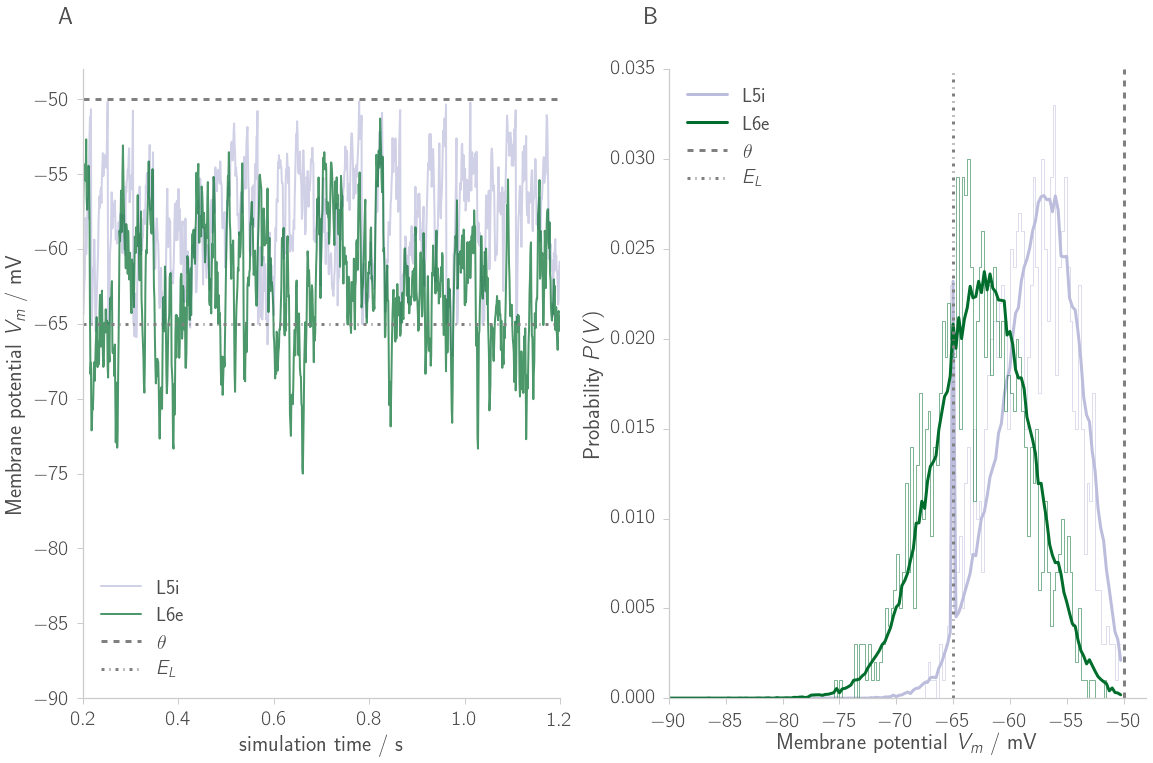 A
Membrane potential V_m / mV
−50
−55
−60
−65
−70
−75
−80
−85
−90
L5i
L6e
θ
E_L
0.2 0.4 0.6 0.8 1.0 1.2
simulation time / s
B
Probability P(V)
0.035
0.030
0.025
0.020
0.015
0.010
0.005
0.000
L5i
L6e
θ
E_L
−90 −85 −80 −75 −70 −65 −60 −55 −50
Membrane potential V_m / mV